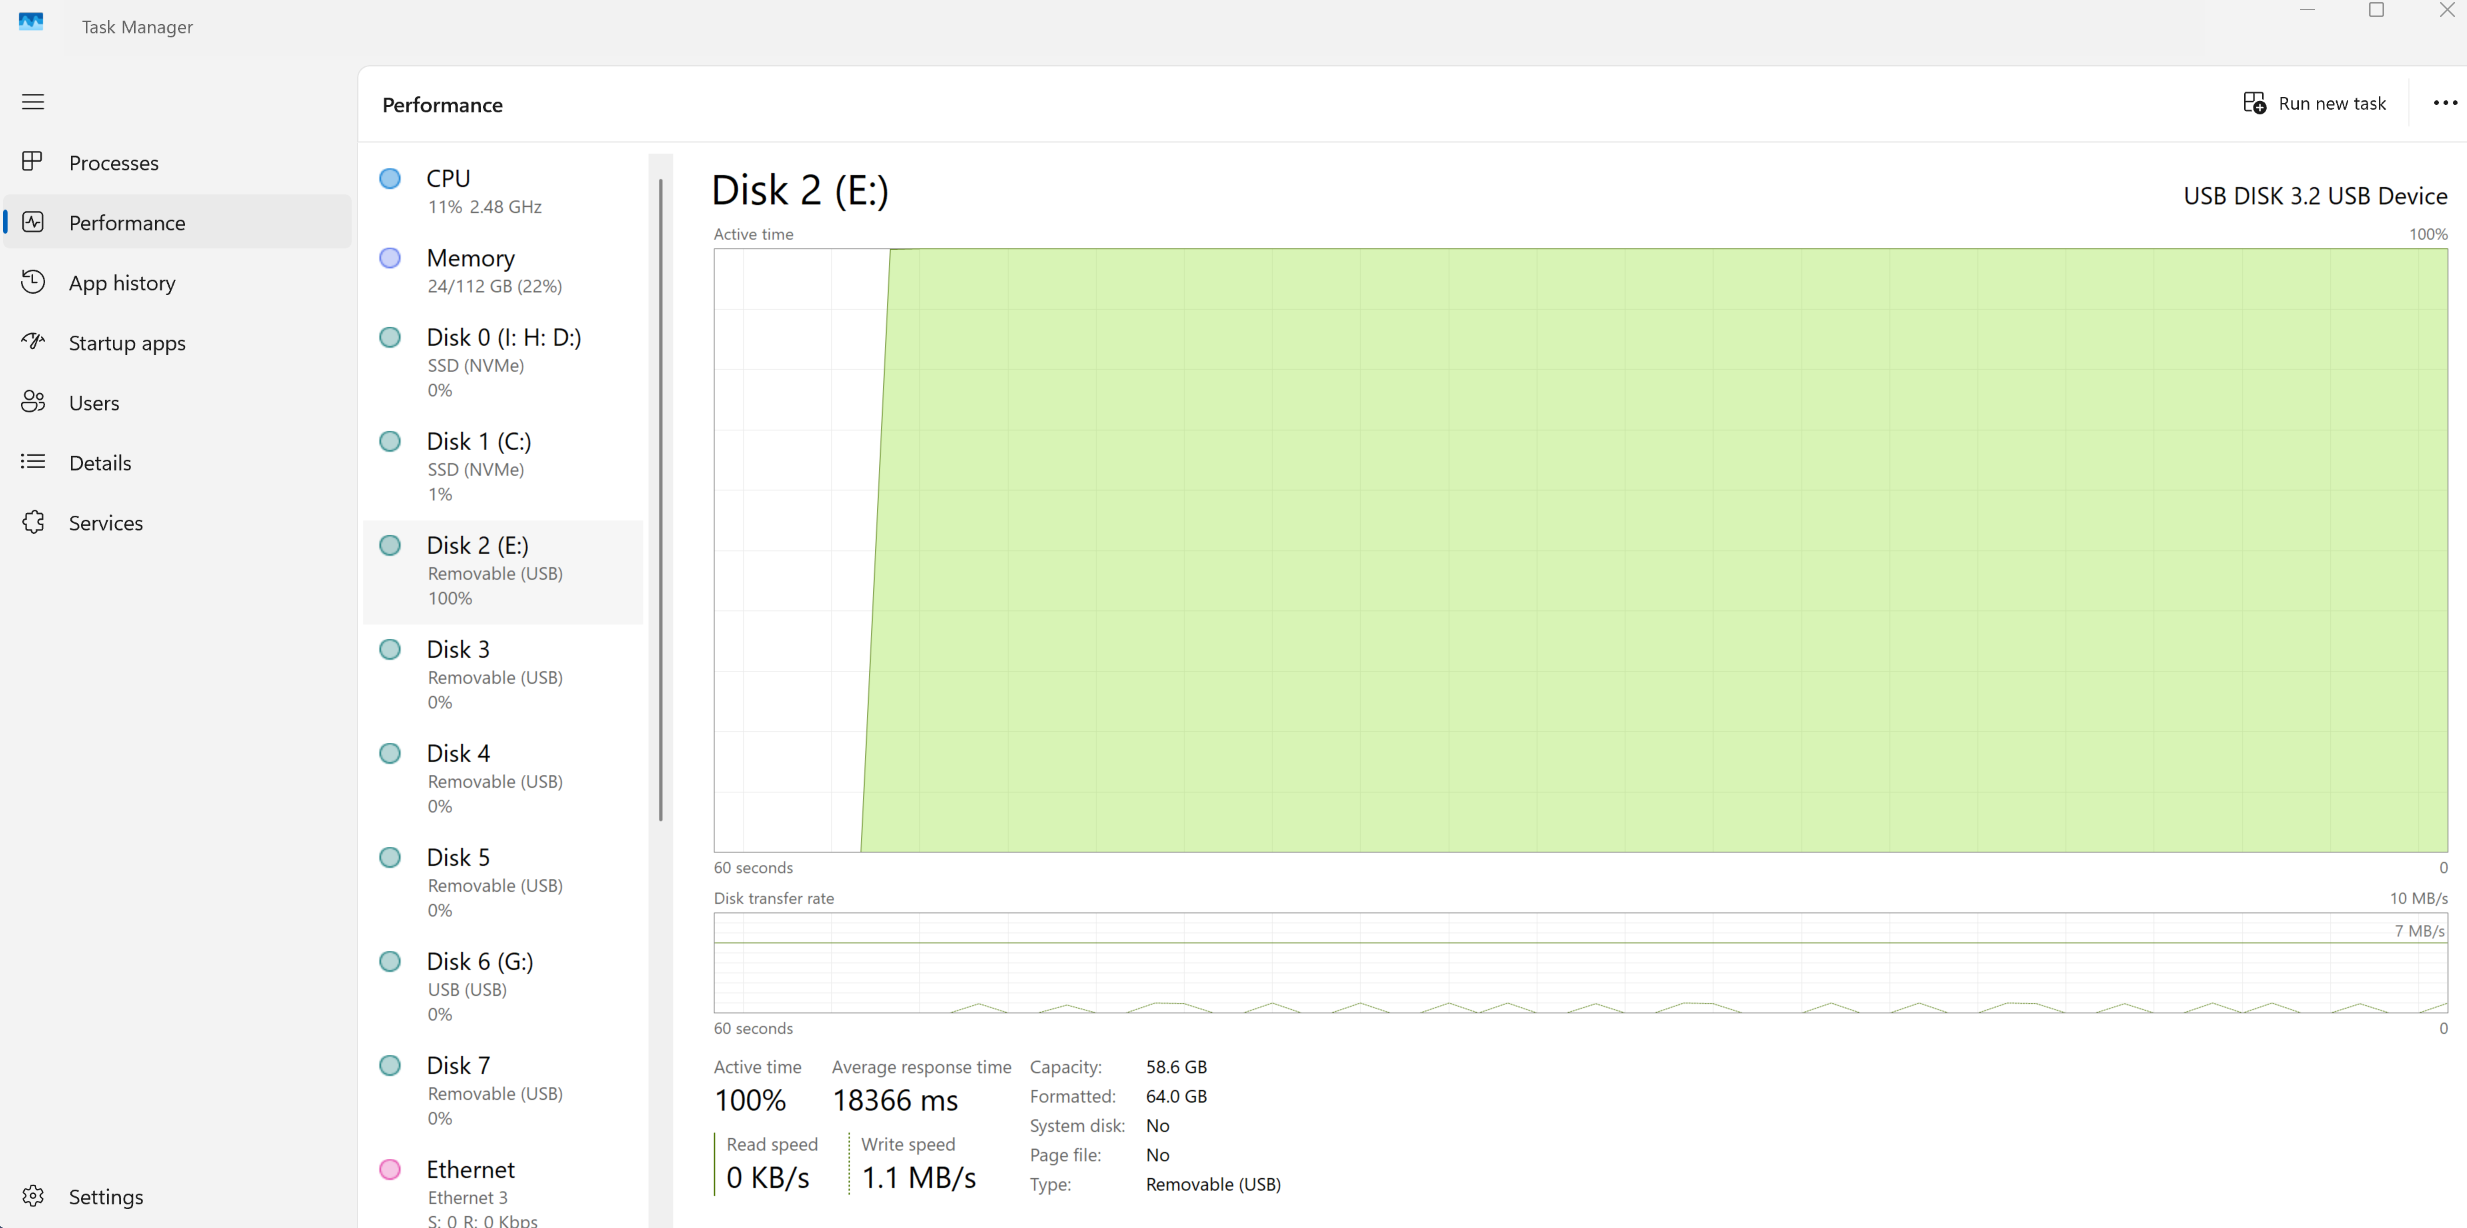 Task Manager
Performance
Run new task
Processes
Performance
App history
Startup apps
Users
Details
Services
Settings
CPU
11% 2.48 GHz
Memory
24/112 GB (22%)
Disk 0 (I: H: D:)
SSD (NVMe)
0%
Disk 1 (C:)
SSD (NVMe)
1%
Disk 2 (E:)
Removable (USB)
100%
Disk 3
Removable (USB)
0%
Disk 4
Removable (USB)
0%
Disk 5
Removable (USB)
0%
Disk 6 (G:)
USB (USB)
0%
Disk 7
Removable (USB)
0%
Ethernet
Ethernet 3
S: 0 R: 0 Kbps
Disk 2 (E:)
USB DISK 3.2 USB Device
Active time
100%
60 seconds
0
Disk transfer rate
10 MB/s
7 MB/s
60 seconds
0
Active time
100%
Average response time
18366 ms
Read speed
0 KB/s
Write speed
1.1 MB/s
Capacity: 58.6 GB
Formatted: 64.0 GB
System disk: No
Page file: No
Type: Removable (USB)